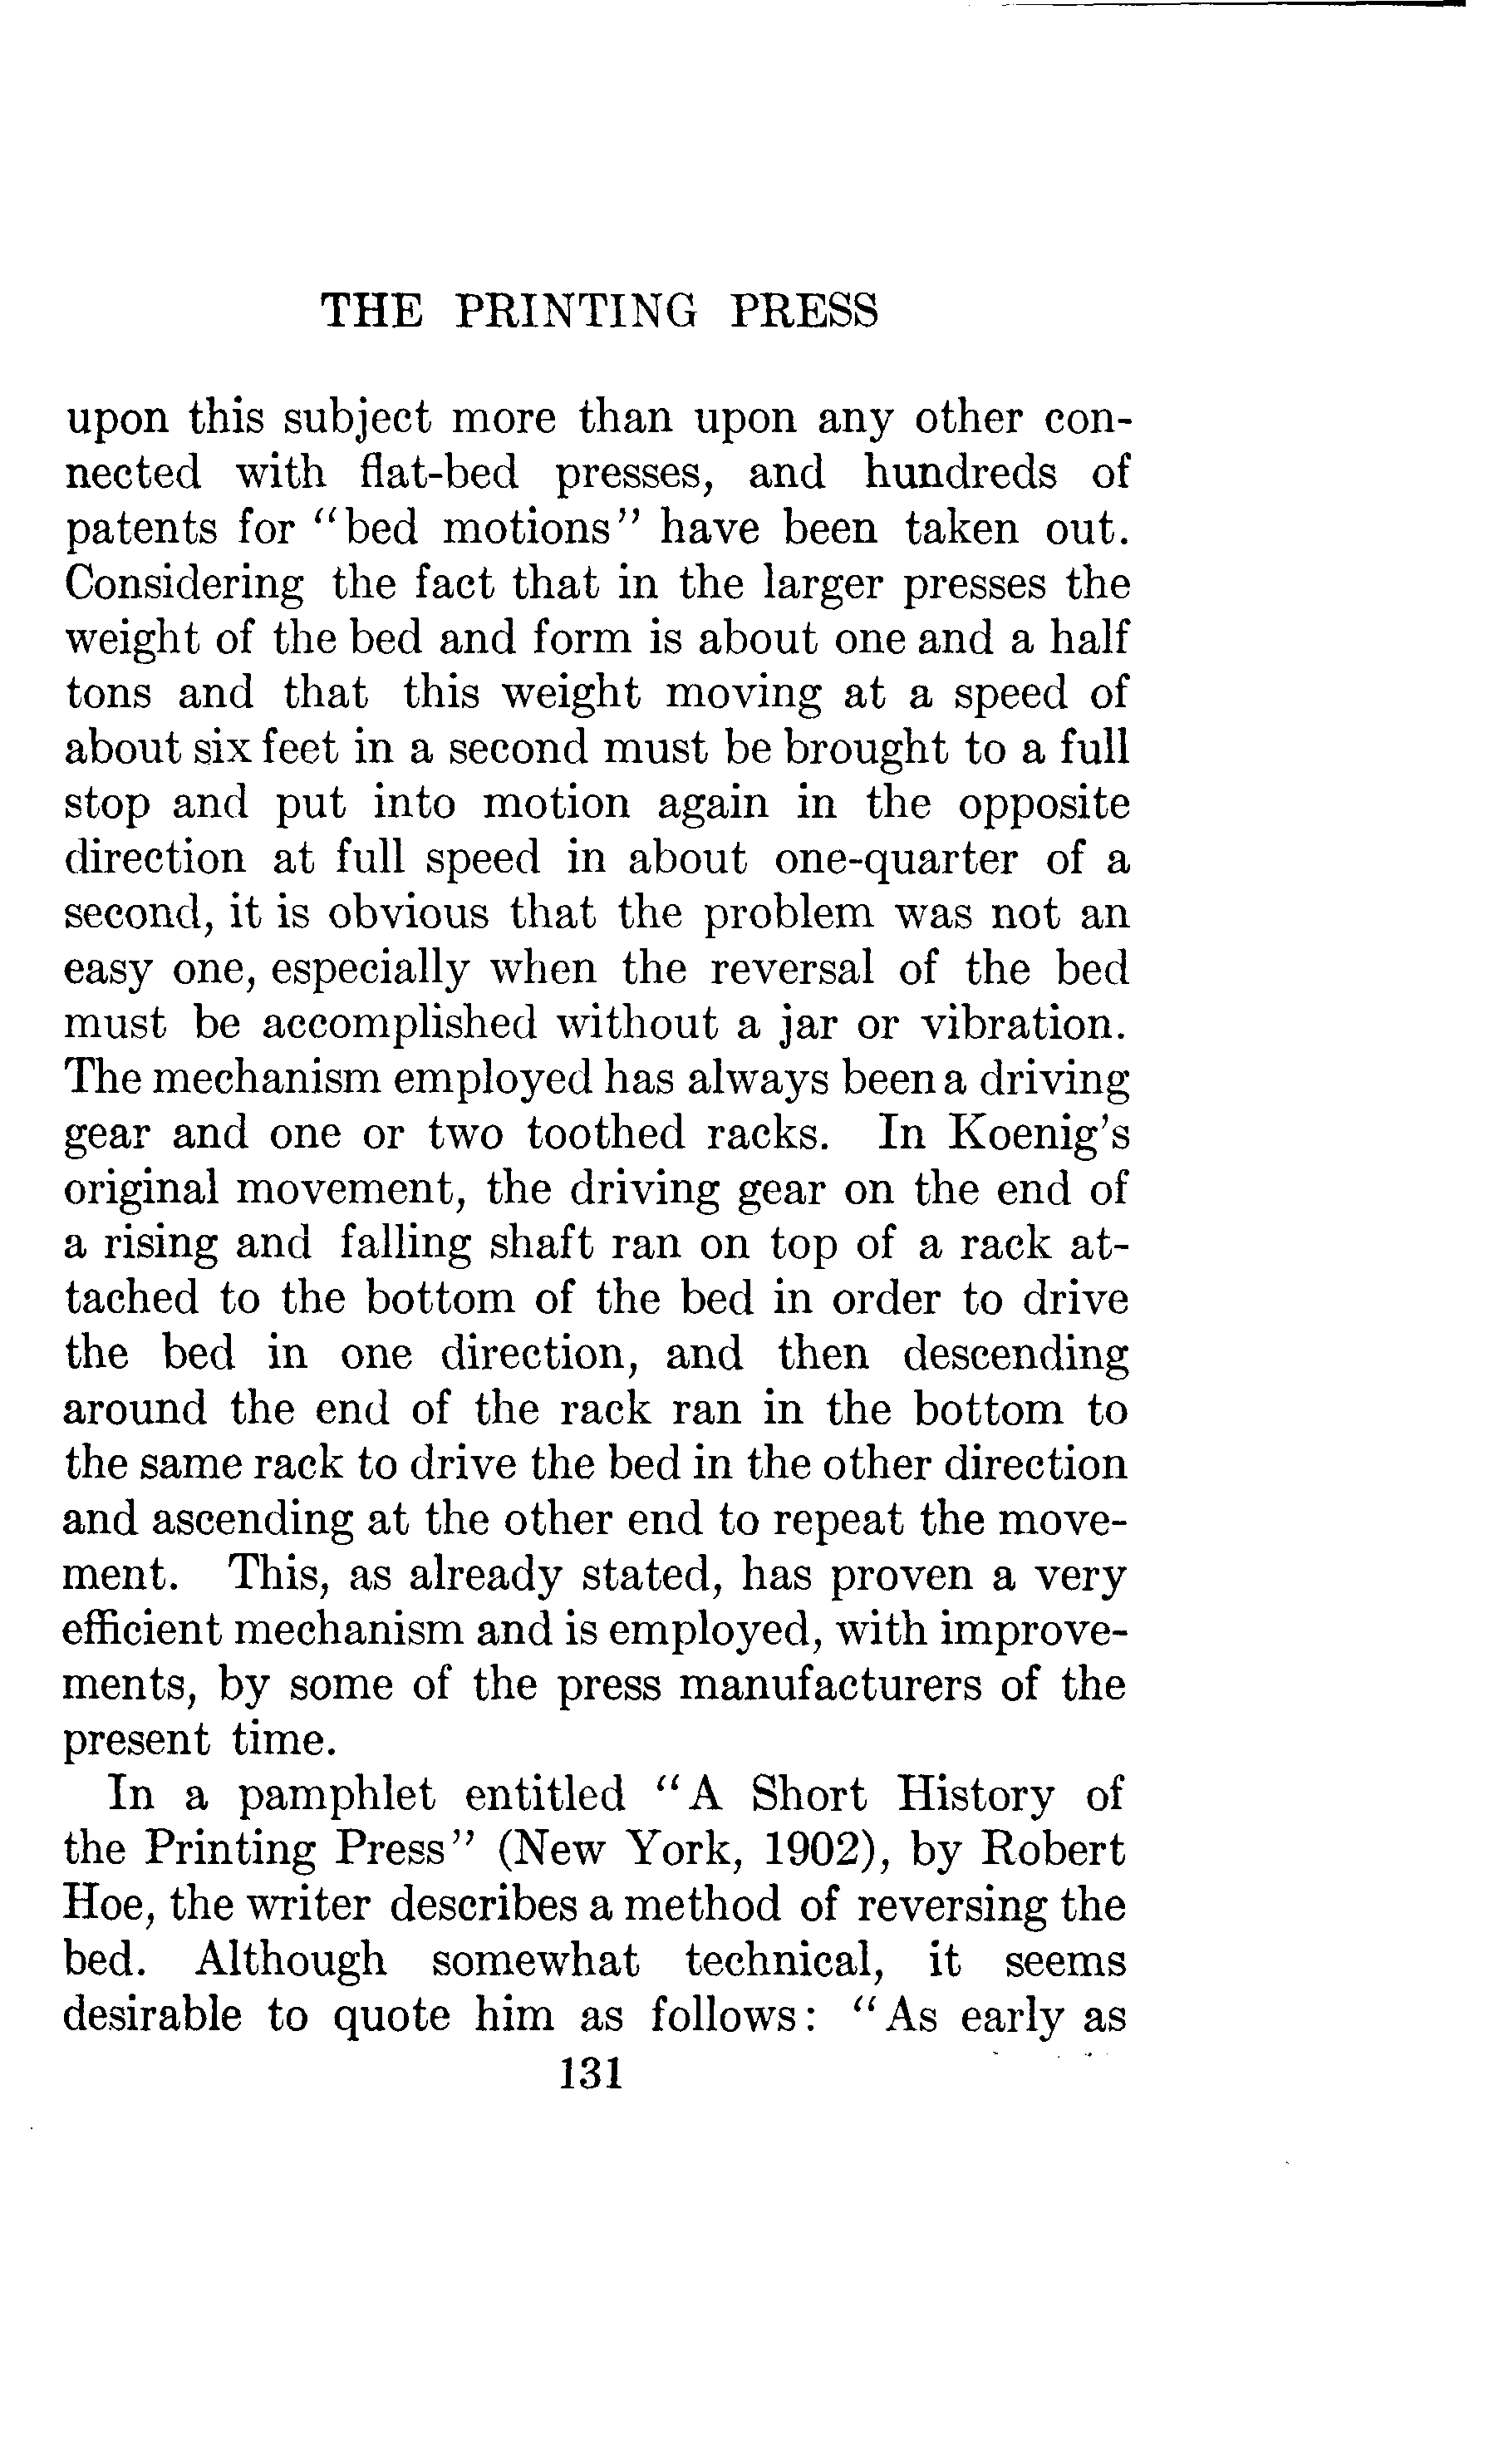 THE PRINTING PRESS
upon this subject more than upon any other con-
nected with flat-bed presses, and hundreds of
patents for "bed motions" have been taken out.
Considering the fact that in the larger presses the
weight of the bed and form is about one and a half
tons and that this weight moving at a speed of
about six feet in a second must be brought to a full
stop and put into motion again in the opposite
direction at full speed in about one-quarter of a
second, it is obvious that the problem was not an
easy one, especially when the reversal of the bed
must be accomplished without a jar or vibration.
The mechanism employed has always been a driving
gear and one or two toothed racks. In Koenig's
original movement, the driving gear on the end of
a rising and falling shaft ran on top of a rack at-
tached to the bottom of the bed in order to drive
the bed in one direction, and then descending
around the end of the rack ran in the bottom to
the same rack to drive the bed in the other direction
and ascending at the other end to repeat the move-
ment. This, as already stated, has proven a very
efficient mechanism and is employed, with improve-
ments, by some of the press manufacturers of the
present time.
In a pamphlet entitled "A Short History of
the Printing Press" (New York, 1902), by Robert
Hoe, the writer describes a method of reversing the
bed. Although somewhat technical, it seems
desirable to quote him as follows: "As early as
131